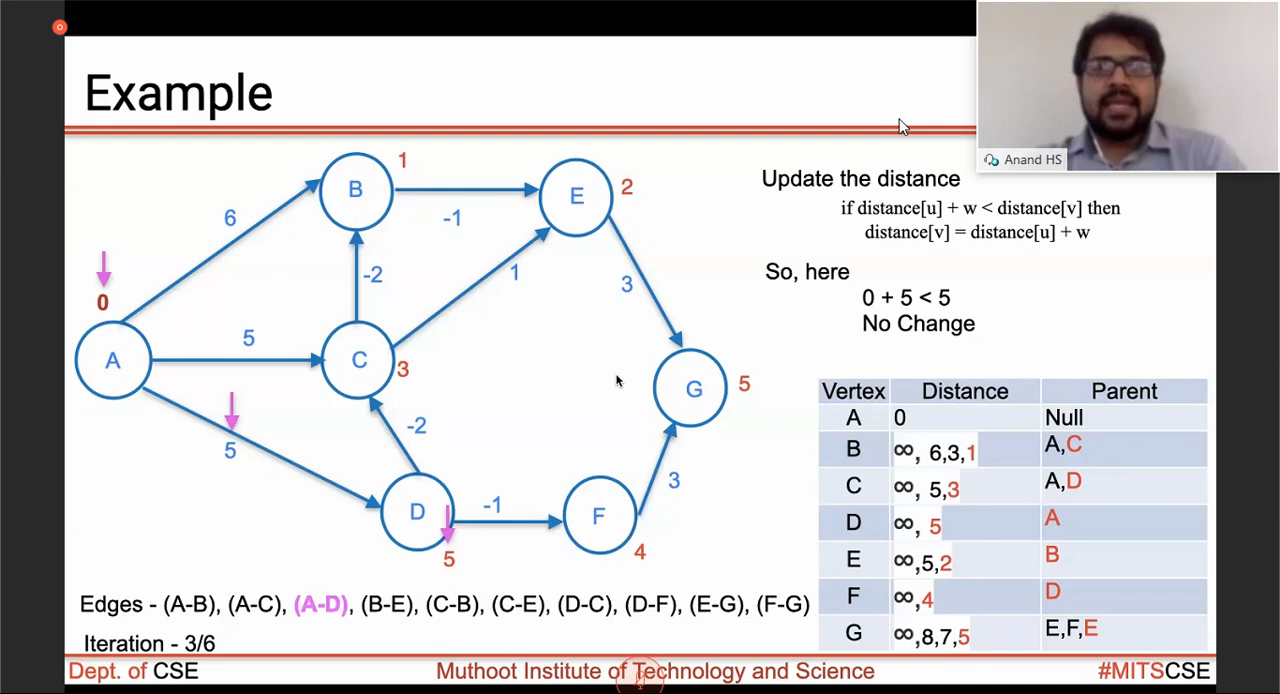 Example
Anand HS
Update the distance
if distance[u] + w < distance[v] then
distance[v] = distance[u] + w
So, here
0 + 5 < 5
No Change
B
1
E
2
6
-1
0
-2
1
3
A
5
C
3
G
5
5
-2
D
5
-1
F
4
3
Vertex Distance Parent
A 0 Null
B ∞, 6,3,1 A,C
C ∞, 5,3 A,D
D ∞, 5 A
E ∞,5,2 B
F ∞,4 D
G ∞,8,7,5 E,F,E
Edges - (A-B), (A-C), (A-D), (B-E), (C-B), (C-E), (D-C), (D-F), (E-G), (F-G)
Iteration - 3/6
Dept. of CSE Muthoot Institute of Technology and Science #MITSCSE